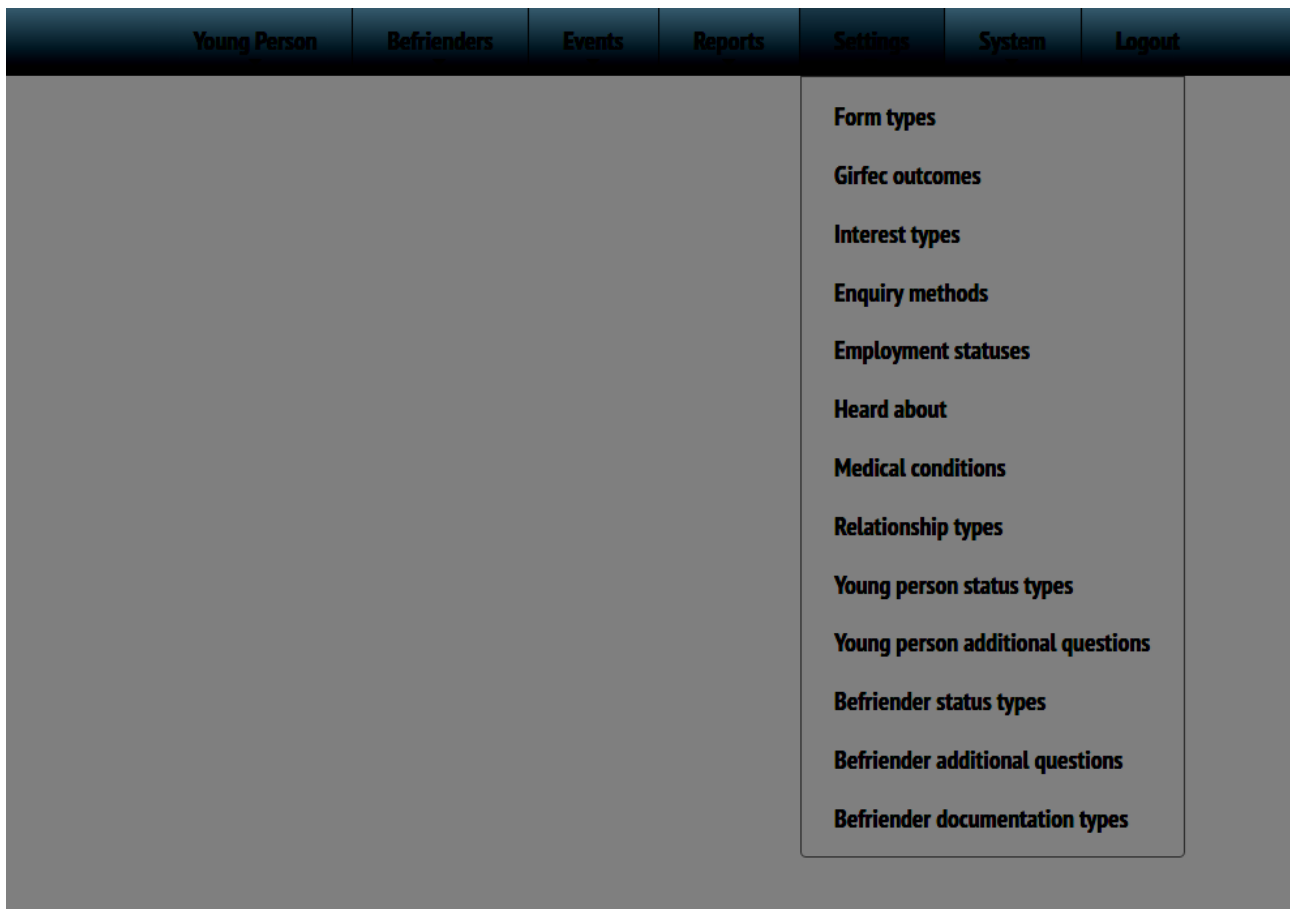 Young Person Befrienders Events Reports Settings System Logout
Form types
Girfec outcomes
Interest types
Enquiry methods
Employment statuses
Heard about
Medical conditions
Relationship types
Young person status types
Young person additional questions
Befriender status types
Befriender additional questions
Befriender documentation types